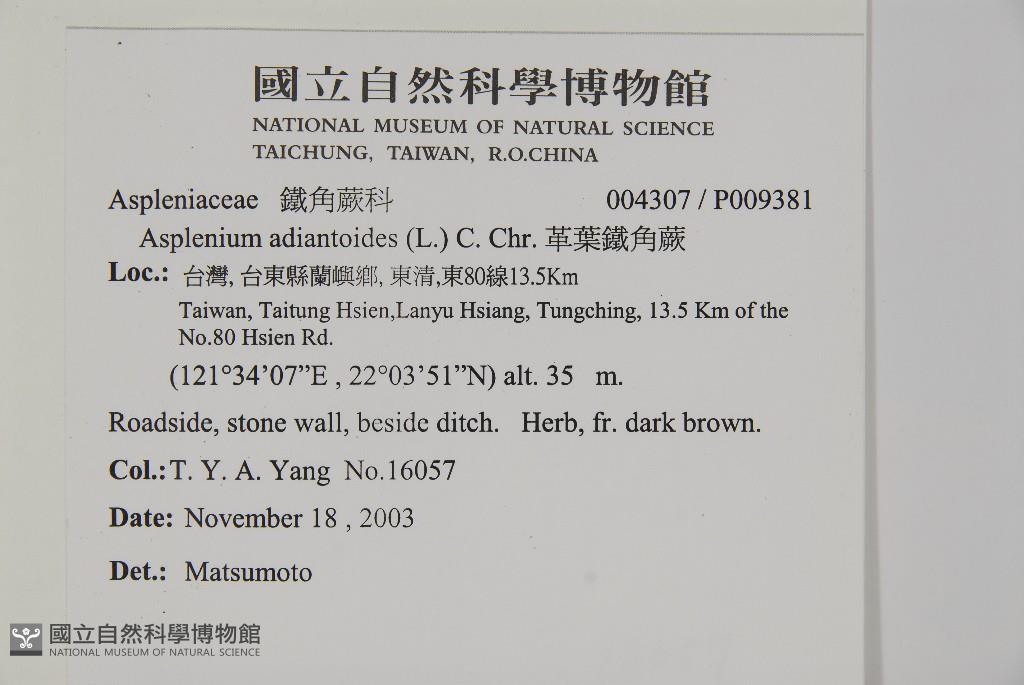 國立自然科學博物館
NATIONAL MUSEUM OF NATURAL SCIENCE
TAICHUNG, TAIWAN, R.O.CHINA
Aspleniaceae 鐵角蕨科 004307 / P009381
Asplenium adiantoides (L.) C. Chr. 革葉鐵角蕨
Loc.: 台灣, 台東縣蘭嶼鄉, 東清,東80線13.5Km
Taiwan, Taitung Hsien,Lanyu Hsiang, Tungching, 13.5 Km of the
No.80 Hsien Rd.
(121°34’07”E , 22°03’51”N) alt. 35 m.
Roadside, stone wall, beside ditch. Herb, fr. dark brown.
Col.: T. Y. A. Yang No.16057
Date: November 18 , 2003
Det.: Matsumoto
國立自然科學博物館
NATIONAL MUSEUM OF NATURAL SCIENCE